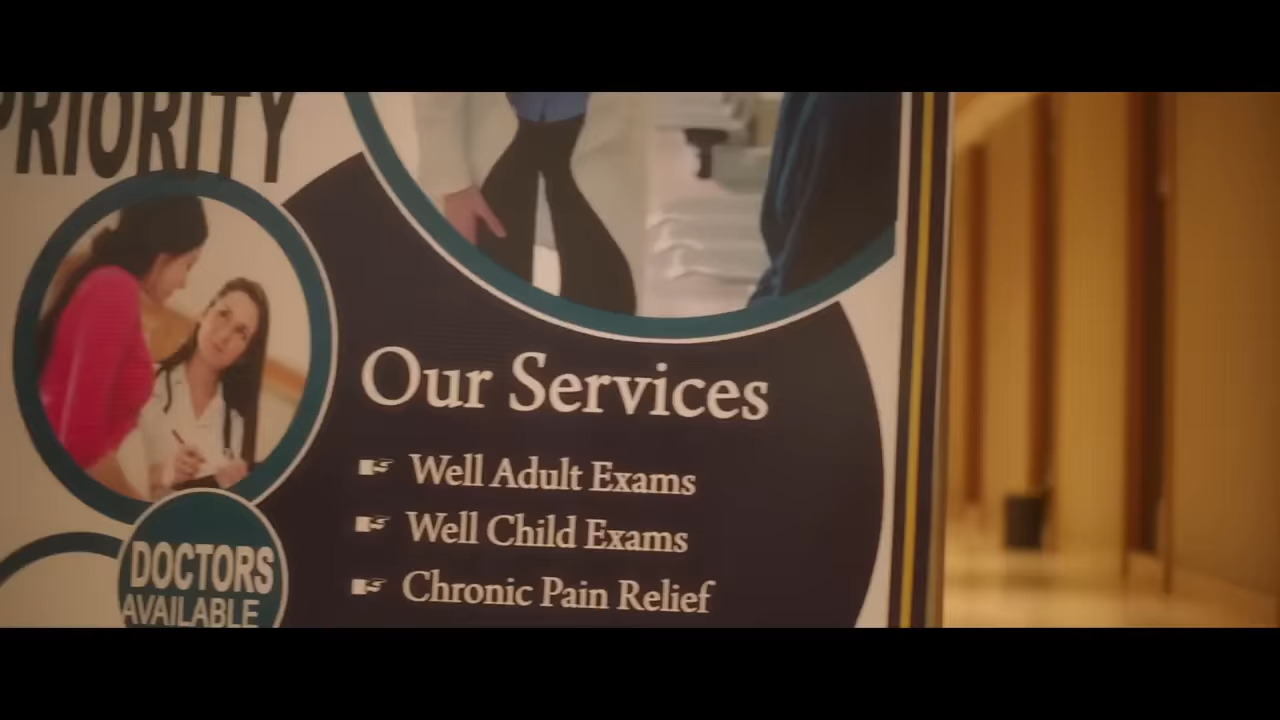 PRIORITY
Our Services
Well Adult Exams
Well Child Exams
Chronic Pain Relief
DOCTORS
AVAILABLE